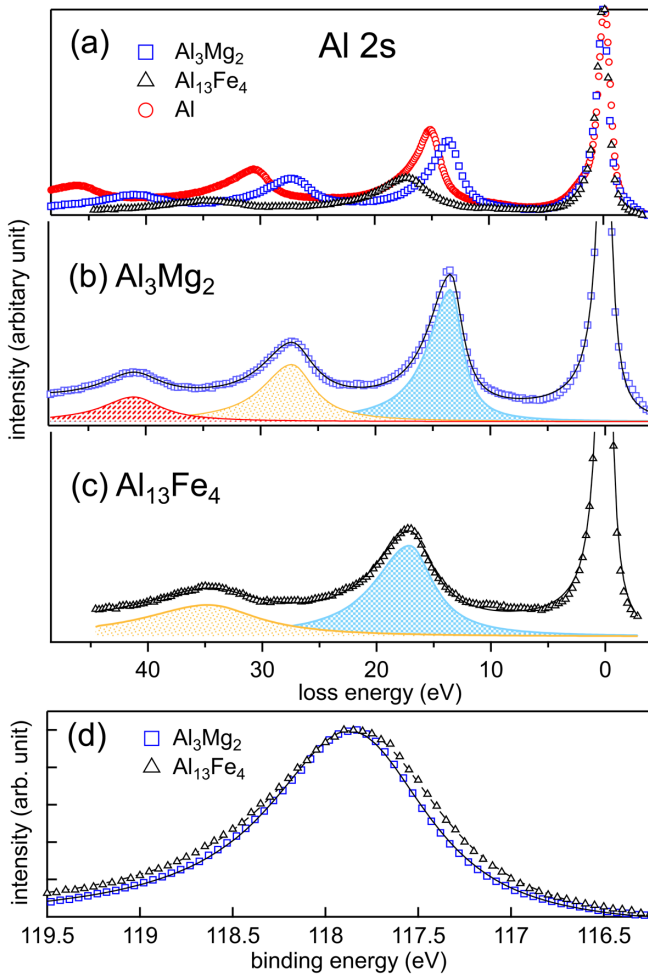 (a)
Al 2s
Al₃Mg₂
Al₁₃Fe₄
Al
(b) Al₃Mg₂
(c) Al₁₃Fe₄
intensity (arbitary unit)
40 30 20 10 0
loss energy (eV)
(d)
Al₃Mg₂
Al₁₃Fe₄
intensity (arb. unit)
119.5 119 118.5 118 117.5 117 116.5
binding energy (eV)